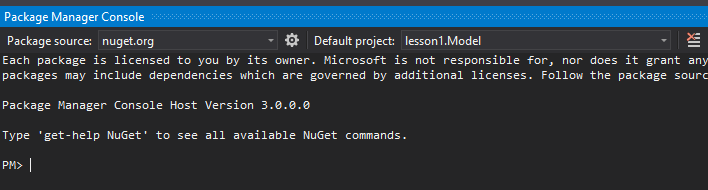 Package Manager Console
Package source: nuget.org Default project: lesson1.Model
Each package is licensed to you by its owner. Microsoft is not responsible for, nor does it grant any
packages may include dependencies which are governed by additional licenses. Follow the package sourc
Package Manager Console Host Version 3.0.0.0
Type 'get-help NuGet' to see all available NuGet commands.
PM>